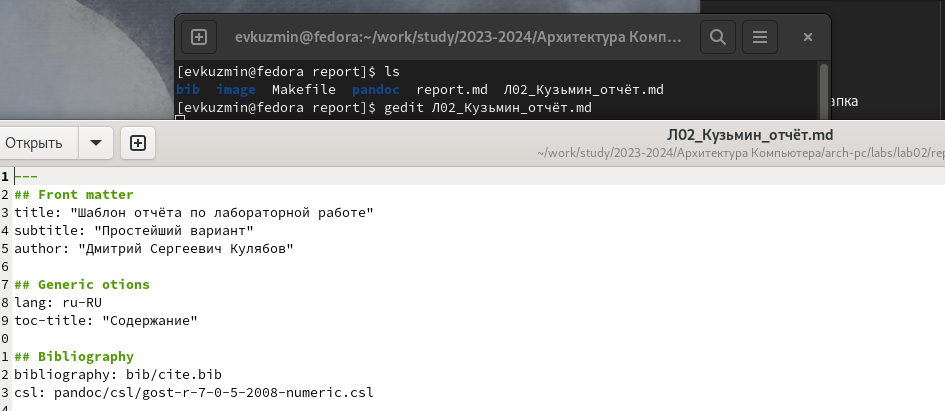 evkuzmin@fedora:~/work/study/2023-2024/Архитектура Комп…
[evkuzmin@fedora report]$ ls
bib image Makefile pandoc report.md Л02_Кузьмин_отчёт.md
[evkuzmin@fedora report]$ gedit Л02_Кузьмин_отчёт.md
апка
Открыть
Л02_Кузьмин_отчёт.md
~/work/study/2023-2024/Архитектура Компьютера/arch-pc/labs/lab02/rep
1 ---
2 ## Front matter
3 title: "Шаблон отчёта по лабораторной работе"
4 subtitle: "Простейший вариант"
5 author: "Дмитрий Сергеевич Кулябов"
6
7 ## Generic otions
8 lang: ru-RU
9 toc-title: "Содержание"
0
1 ## Bibliography
2 bibliography: bib/cite.bib
3 csl: pandoc/csl/gost-r-7-0-5-2008-numeric.csl